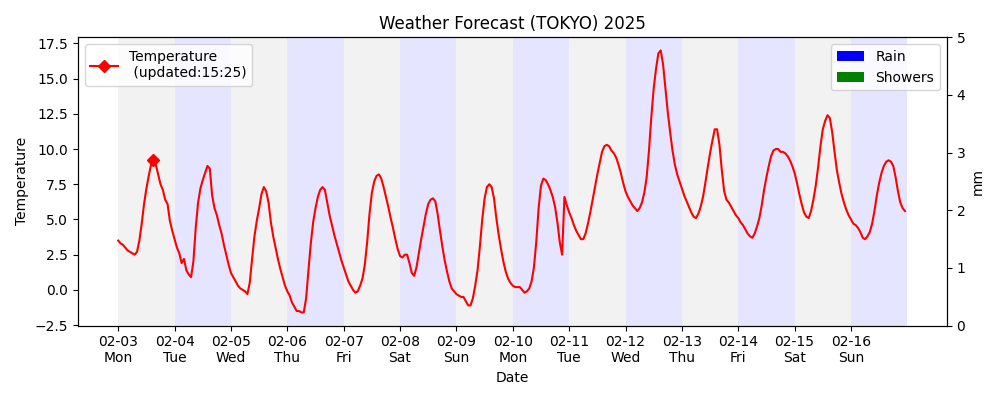 Weather Forecast (TOKYO) 2025
Temperature
(updated:15:25)
Rain
Showers
17.5
15.0
12.5
10.0
7.5
5.0
2.5
0.0
−2.5
Temperature
5
4
3
2
1
0
mm
02-03 02-04 02-05 02-06 02-07 02-08 02-09 02-10 02-11 02-12 02-13 02-14 02-15 02-16
Mon Tue Wed Thu Fri Sat Sun Mon Tue Wed Thu Fri Sat Sun
Date